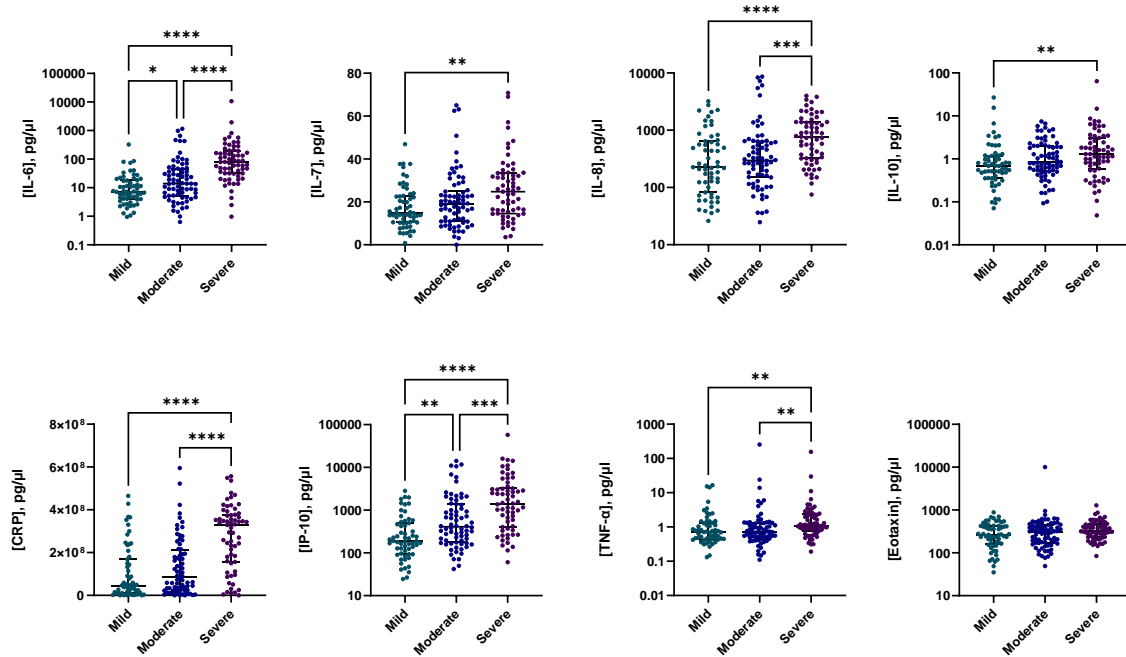 [IL-6], pg/µl
100000
10000
1000
100
10
1
0.1
****
*
****
Mild
Moderate
Severe
[IL-7], pg/µl
80
60
40
20
0
**
Mild
Moderate
Severe
[IL-8], pg/µl
10000
1000
100
10
****
***
Mild
Moderate
Severe
[IL-10], pg/µl
100
10
1
0.1
0.01
**
Mild
Moderate
Severe
[CRP], pg/µl
8×10⁸
6×10⁸
4×10⁸
2×10⁸
0
****
****
Mild
Moderate
Severe
[IP-10], pg/µl
100000
10000
1000
100
10
****
**
***
Mild
Moderate
Severe
[TNF-α], pg/µl
1000
100
10
1
0.1
0.01
**
**
Mild
Moderate
Severe
[Eotaxin], pg/µl
100000
10000
1000
100
10
Mild
Moderate
Severe